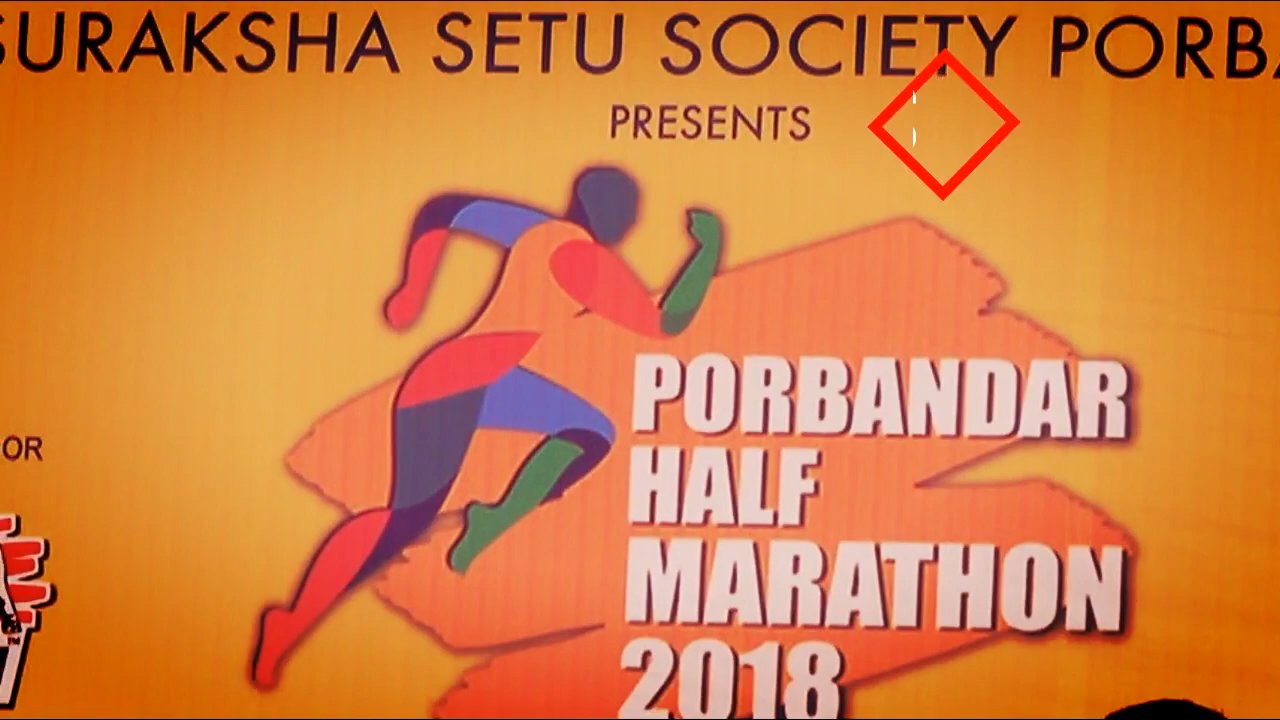 SURAKSHA SETU SOCIETY PORBA
PRESENTS
OR
PORBANDAR
HALF
MARATHON
2018